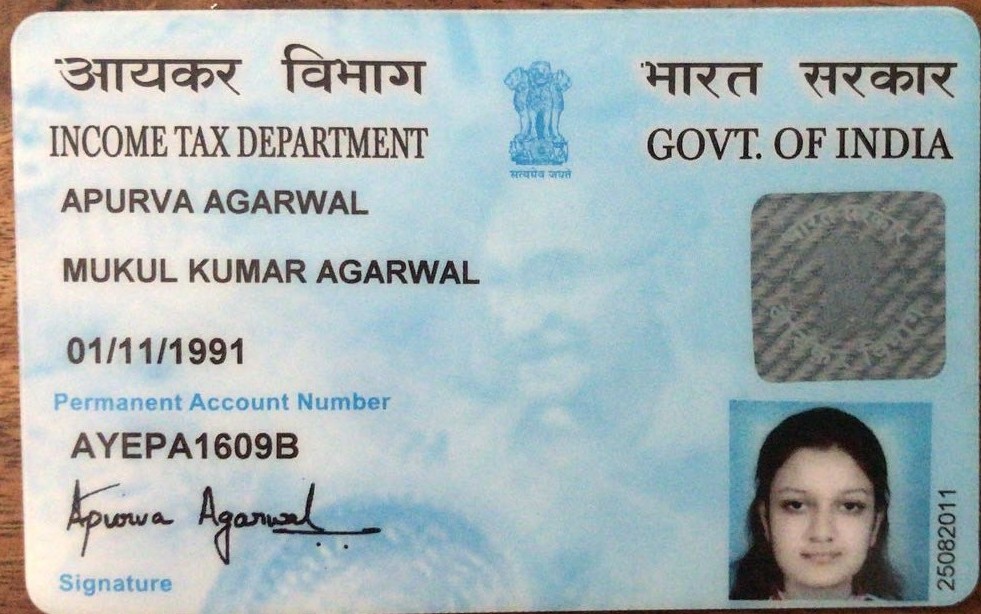 आयकर विभाग
भारत सरकार
INCOME TAX DEPARTMENT
GOVT. OF INDIA
सत्यमेव जयते
APURVA AGARWAL
MUKUL KUMAR AGARWAL
01/11/1991
Permanent Account Number
AYEPA1609B
Apurva Agarwal
Signature
25082011